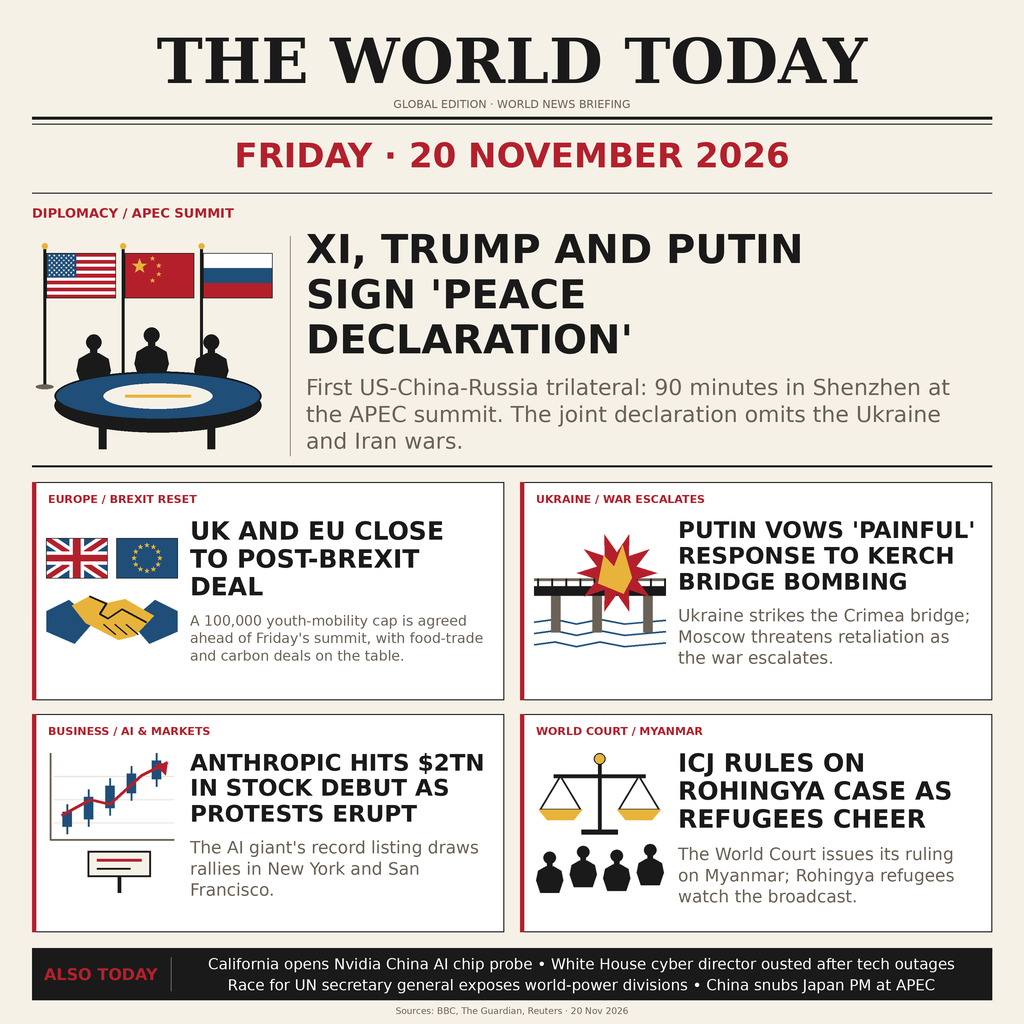 THE WORLD TODAY
GLOBAL EDITION · WORLD NEWS BRIEFING
FRIDAY · 20 NOVEMBER 2026
DIPLOMACY / APEC SUMMIT
XI, TRUMP AND PUTIN
SIGN 'PEACE
DECLARATION'
First US-China-Russia trilateral: 90 minutes in Shenzhen at
the APEC summit. The joint declaration omits the Ukraine
and Iran wars.
EUROPE / BREXIT RESET
UK AND EU CLOSE
TO POST-BREXIT
DEAL
A 100,000 youth-mobility cap is agreed
ahead of Friday's summit, with food-trade
and carbon deals on the table.
UKRAINE / WAR ESCALATES
PUTIN VOWS 'PAINFUL'
RESPONSE TO KERCH
BRIDGE BOMBING
Ukraine strikes the Crimea bridge;
Moscow threatens retaliation as
the war escalates.
BUSINESS / AI & MARKETS
ANTHROPIC HITS $2TN
IN STOCK DEBUT AS
PROTESTS ERUPT
The AI giant's record listing draws
rallies in New York and San
Francisco.
WORLD COURT / MYANMAR
ICJ RULES ON
ROHINGYA CASE AS
REFUGEES CHEER
The World Court issues its ruling
on Myanmar; Rohingya refugees
watch the broadcast.
ALSO TODAY
California opens Nvidia China AI chip probe • White House cyber director ousted after tech outages
Race for UN secretary general exposes world-power divisions • China snubs Japan PM at APEC
Sources: BBC, The Guardian, Reuters · 20 Nov 2026